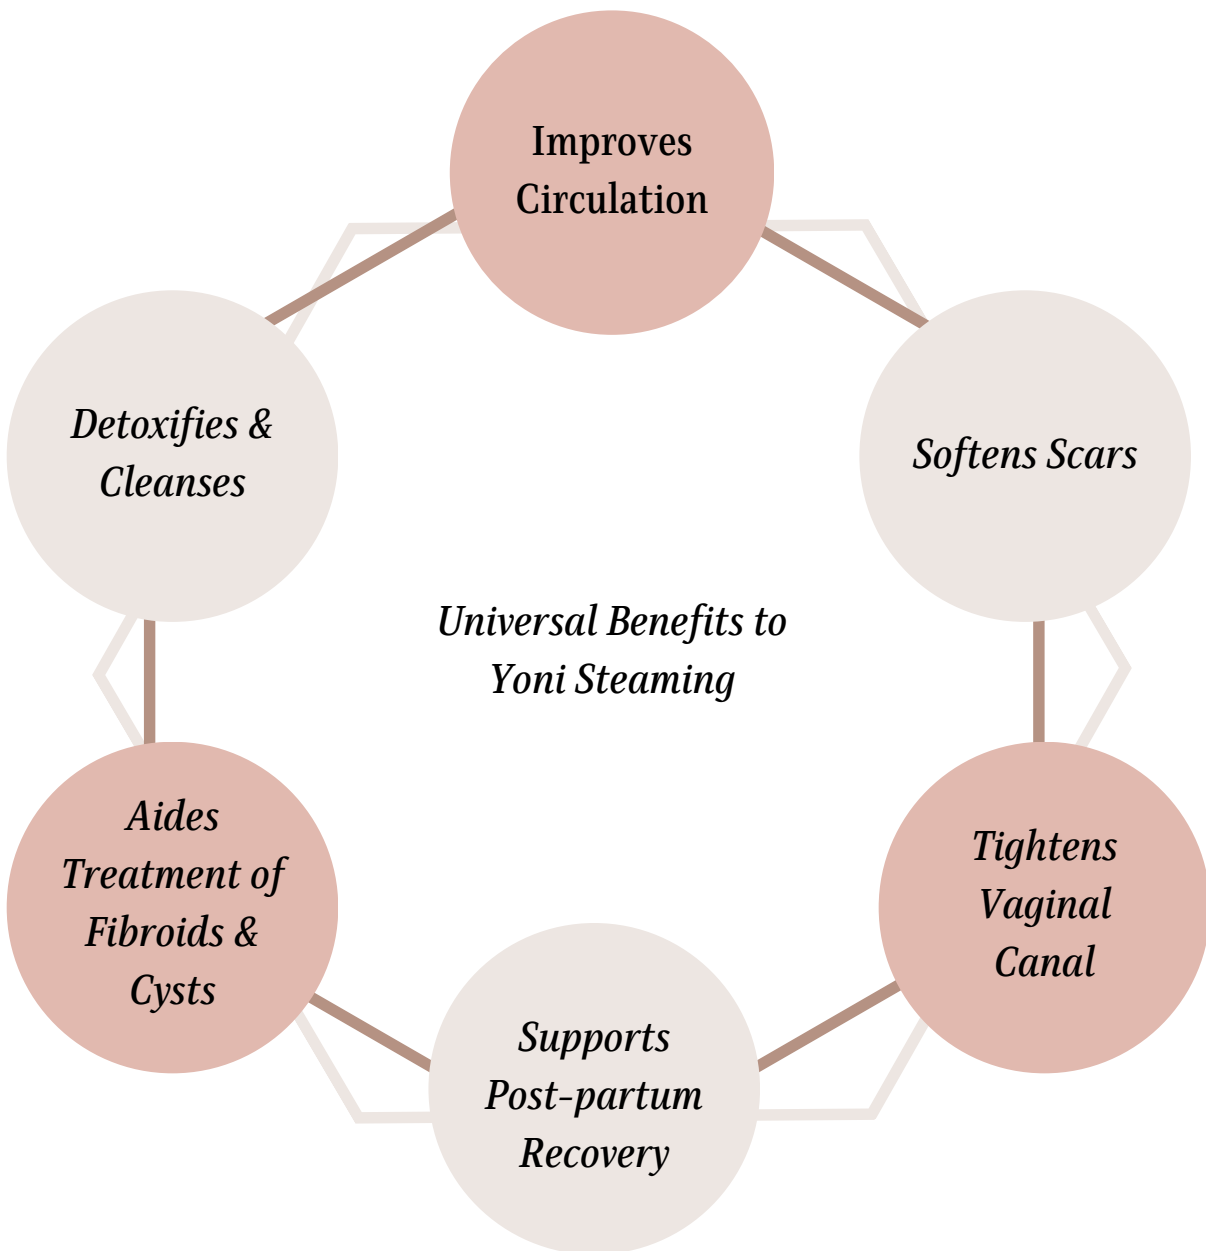 Improves
Circulation
Detoxifies &
Cleanses
Softens Scars
Universal Benefits to
Yoni Steaming
Aides
Treatment of
Fibroids &
Cysts
Tightens
Vaginal
Canal
Supports
Post-partum
Recovery